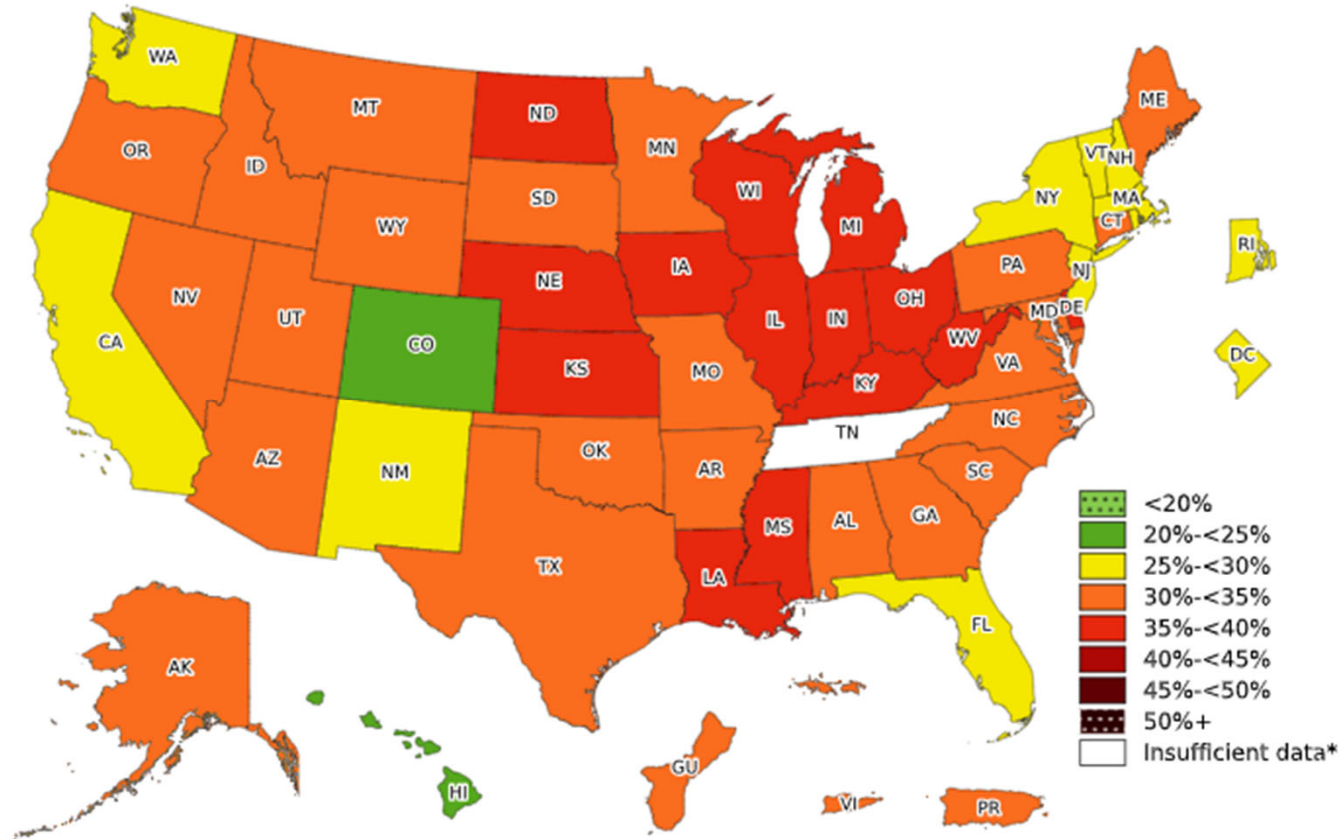 WA
MT
ND
ME
OR
ID
MN
VT
NH
WI
NY
MA
SD
WY
MI
CT
RI
IA
PA
NJ
NE
NV
OH
UT
IL
IN
MD
DE
CA
CO
WV
DC
KS
MO
VA
KY
TN
NC
AZ
NM
OK
AR
SC
MS
AL
GA
TX
LA
FL
AK
HI
GU
VI
PR
<20%
20%-<25%
25%-<30%
30%-<35%
35%-<40%
40%-<45%
45%-<50%
50%+
Insufficient data*